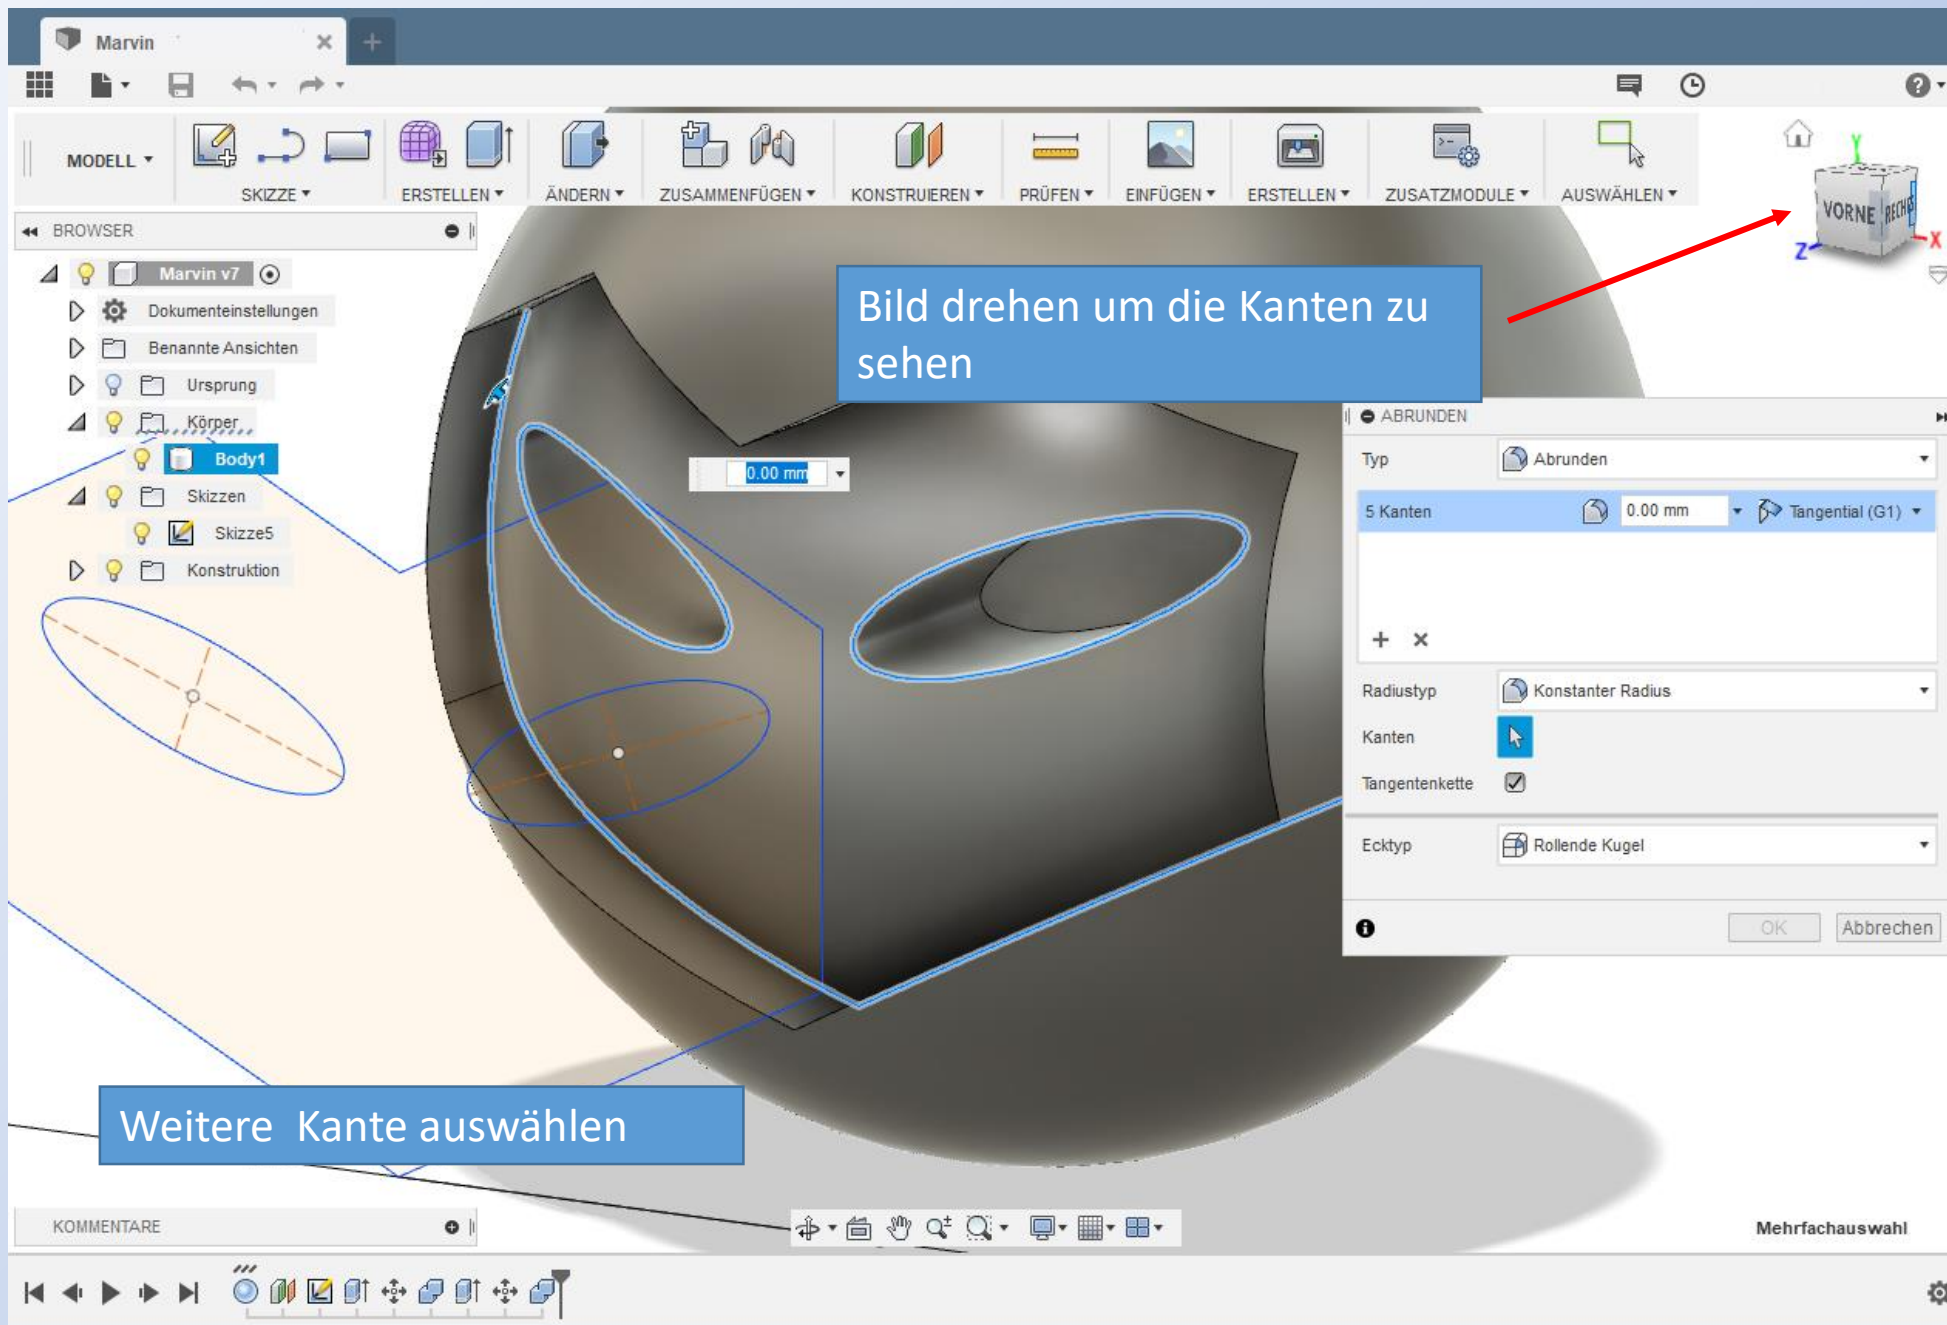 Marvin
MODELL
SKIZZE
ERSTELLEN
ÄNDERN
ZUSAMMENFÜGEN
KONSTRUIEREN
PRÜFEN
EINFÜGEN
ERSTELLEN
ZUSATZMODULE
AUSWÄHLEN
Y
VORNE
RECHTS
Z
X
BROWSER
Marvin v7
Dokumenteinstellungen
Benannte Ansichten
Ursprung
Körper
Body1
Skizzen
Skizze5
Konstruktion
Bild drehen um die Kanten zu
sehen
0.00 mm
ABRUNDEN
Typ Abrunden
5 Kanten 0.00 mm Tangential (G1)
Radiustyp Konstanter Radius
Kanten
Tangentenkette
Ecktyp Rollende Kugel
OK Abbrechen
Weitere  Kante auswählen
KOMMENTARE
Mehrfachauswahl